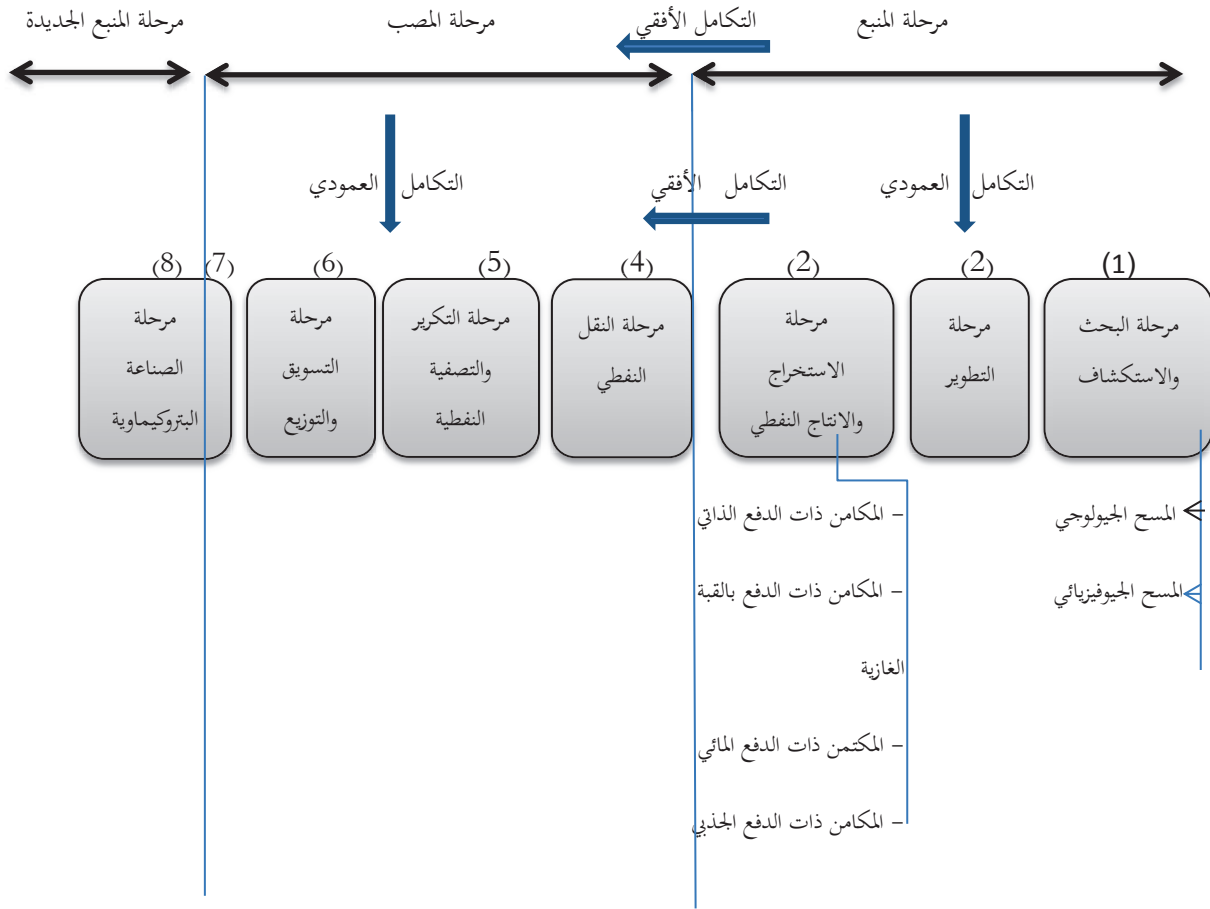 مرحلة المنبع
التكامل الأفقي
مرحلة المصب
مرحلة المنبع الجديدة
التكامل العمودي
التكامل الأفقي
التكامل العمودي
(1)
(2)
(2)
(4)
(5)
(6)
(7)
(8)
مرحلة البحث
والاستكشاف
مرحلة
التطوير
مرحلة
الاستخراج
والانتاج النفطي
مرحلة النقل
النفطي
مرحلة التكرير
والتصفية
النفطية
مرحلة
التسويق
والتوزيع
مرحلة
الصناعة
البتروكيماوية
المسح الجيولوجي
المسح الجيوفيزيائي
– المكامن ذات الدفع الذاتي
– المكامن ذات الدفع بالقبة
الغازية
– المكتمن ذات الدفع المائي
– المكامن ذات الدفع الجذبي